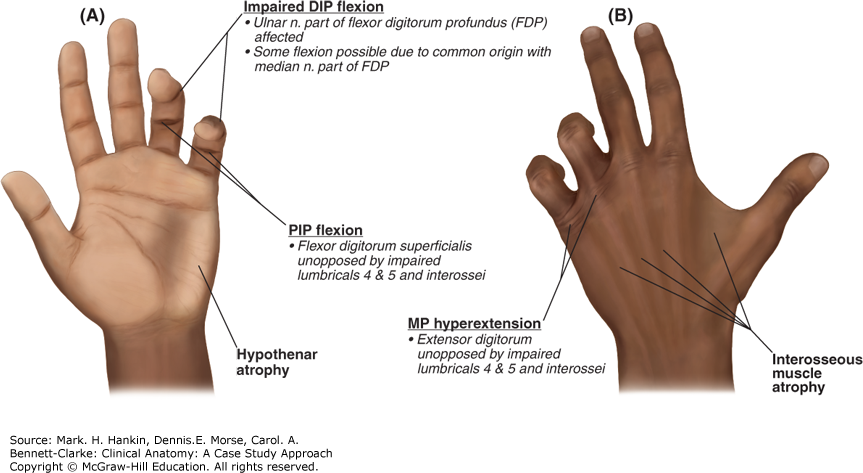 (A)
Impaired DIP flexion
• Ulnar n. part of flexor digitorum profundus (FDP)
affected
• Some flexion possible due to common origin with
median n. part of FDP
(B)
PIP flexion
• Flexor digitorum superficialis
unopposed by impaired
lumbricals 4 & 5 and interossei
Hypothenar
atrophy
MP hyperextension
• Extensor digitorum
unopposed by impaired
lumbricals 4 & 5 and interossei
Interosseous
muscle
atrophy
Source: Mark. H. Hankin, Dennis.E. Morse, Carol. A.
Bennett-Clarke: Clinical Anatomy: A Case Study Approach
Copyright © McGraw-Hill Education. All rights reserved.